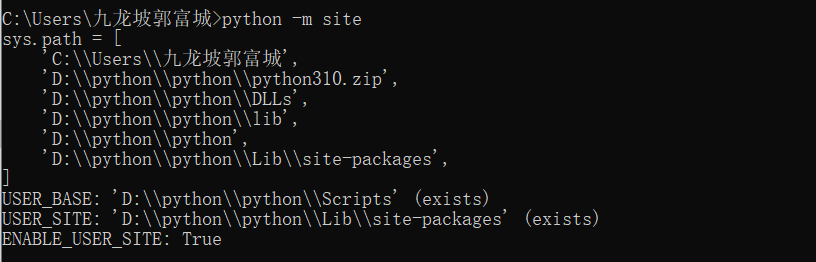 C:\Users\九龙坡郭富城>python -m site
sys.path = [
    'C:\\Users\\九龙坡郭富城',
    'D:\\python\\python\\python310.zip',
    'D:\\python\\python\\DLLs',
    'D:\\python\\python\\lib',
    'D:\\python\\python',
    'D:\\python\\python\\Lib\\site-packages',
]
USER_BASE: 'D:\\python\\python\\Scripts' (exists)
USER_SITE: 'D:\\python\\python\\Lib\\site-packages' (exists)
ENABLE_USER_SITE: True